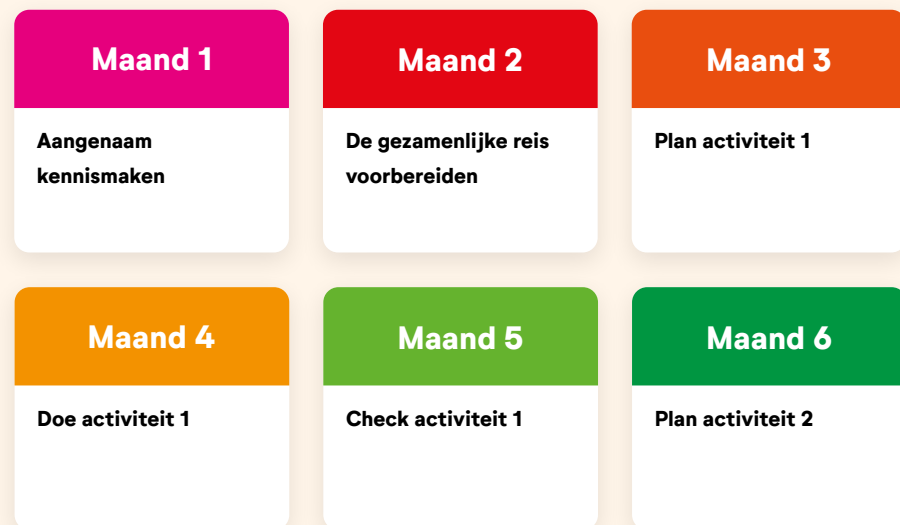 Maand 1
Aangenaam
kennismaken
Maand 2
De gezamenlijke reis
voorbereiden
Maand 3
Plan activiteit 1
Maand 4
Doe activiteit 1
Maand 5
Check activiteit 1
Maand 6
Plan activiteit 2